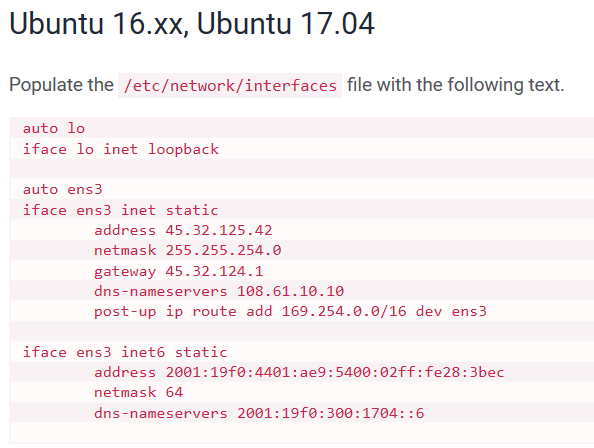 Ubuntu 16.xx, Ubuntu 17.04
Populate the /etc/network/interfaces file with the following text.
auto lo
iface lo inet loopback
auto ens3
iface ens3 inet static
address 45.32.125.42
netmask 255.255.254.0
gateway 45.32.124.1
dns-nameservers 108.61.10.10
post-up ip route add 169.254.0.0/16 dev ens3
iface ens3 inet6 static
address 2001:19f0:4401:ae9:5400:02ff:fe28:3bec
netmask 64
dns-nameservers 2001:19f0:300:1704::6